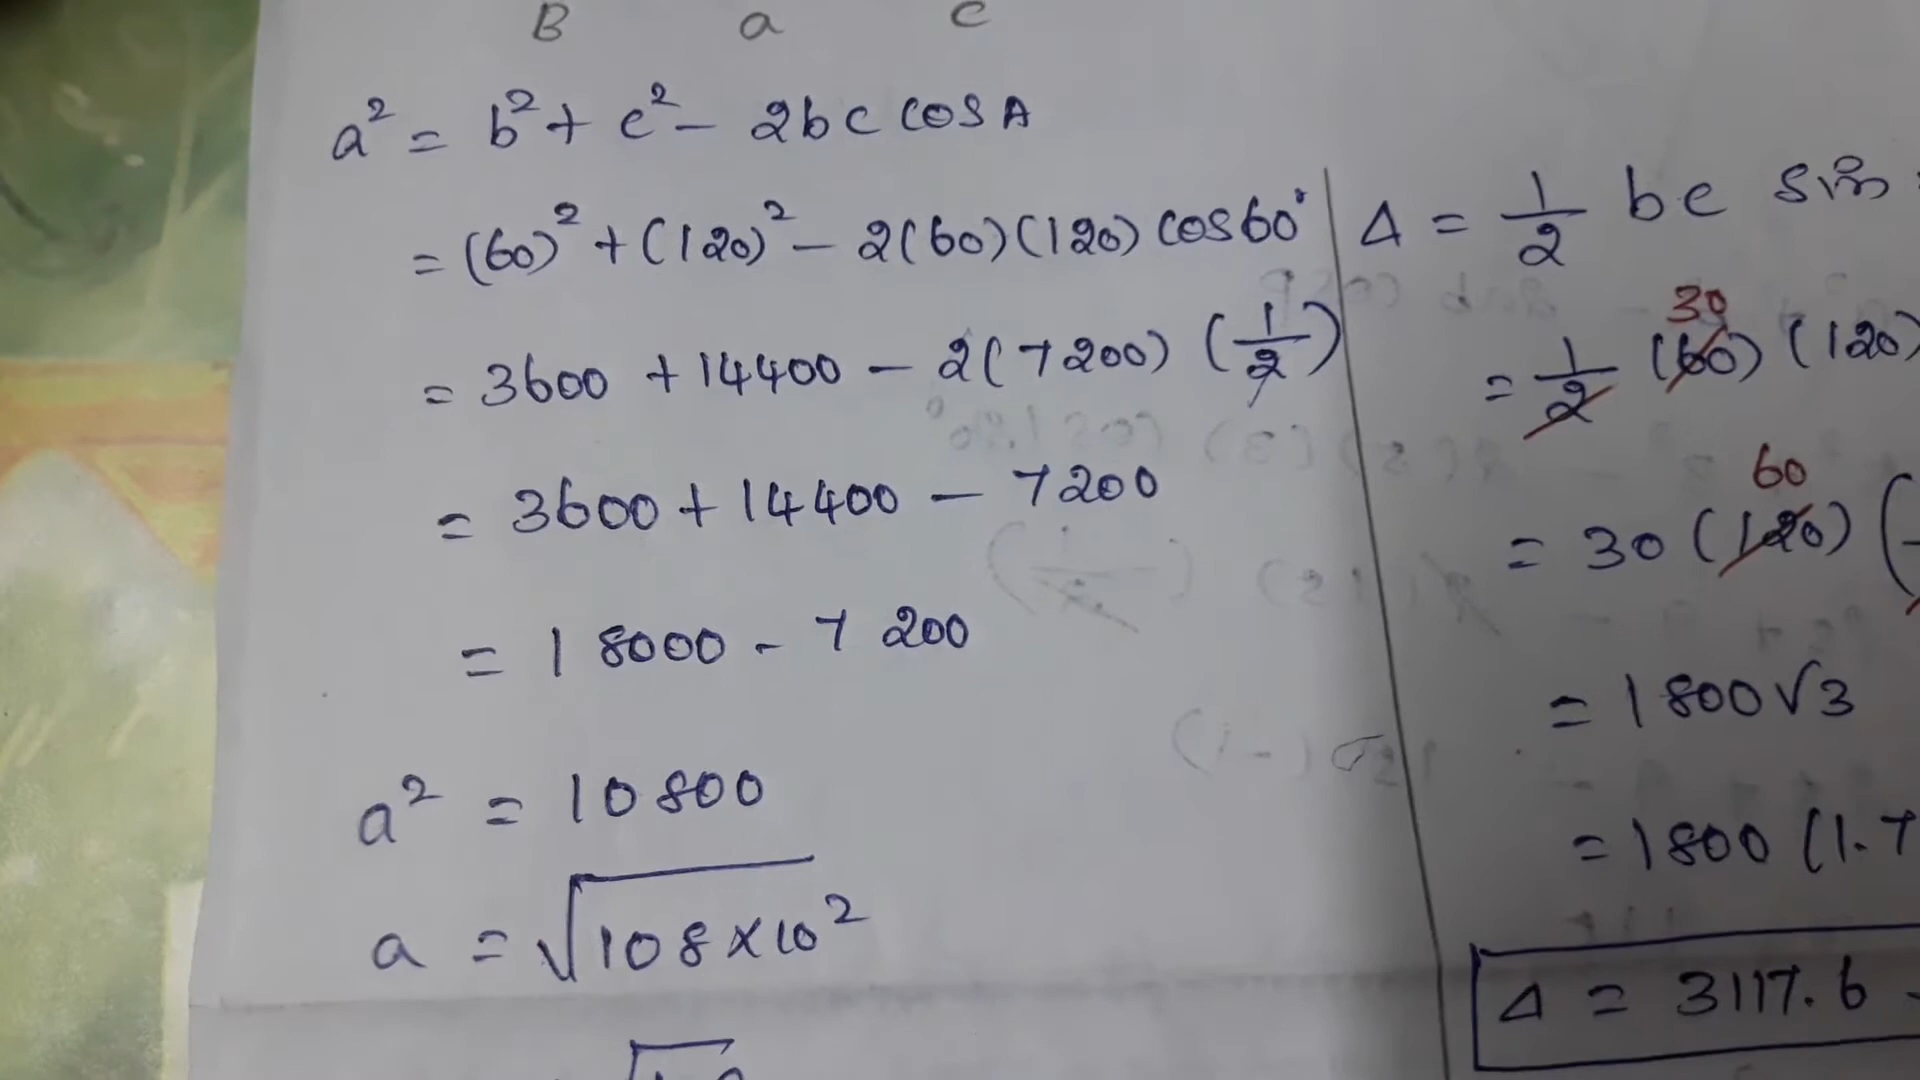 B a c
a² = b² + c² - 2bc cos A
= (60)² + (120)² - 2(60)(120) cos 60°
= 3600 + 14400 - 2(7200) (1/2)
= 3600 + 14400 - 7200
= 18000 - 7200
a² = 10800
a = √108×10²
Δ = 1/2 bc sin
30
= 1/2 (60) (120)
60
= 30 (120) (
= 1800√3
= 1800 (1.7
Δ = 3117.6